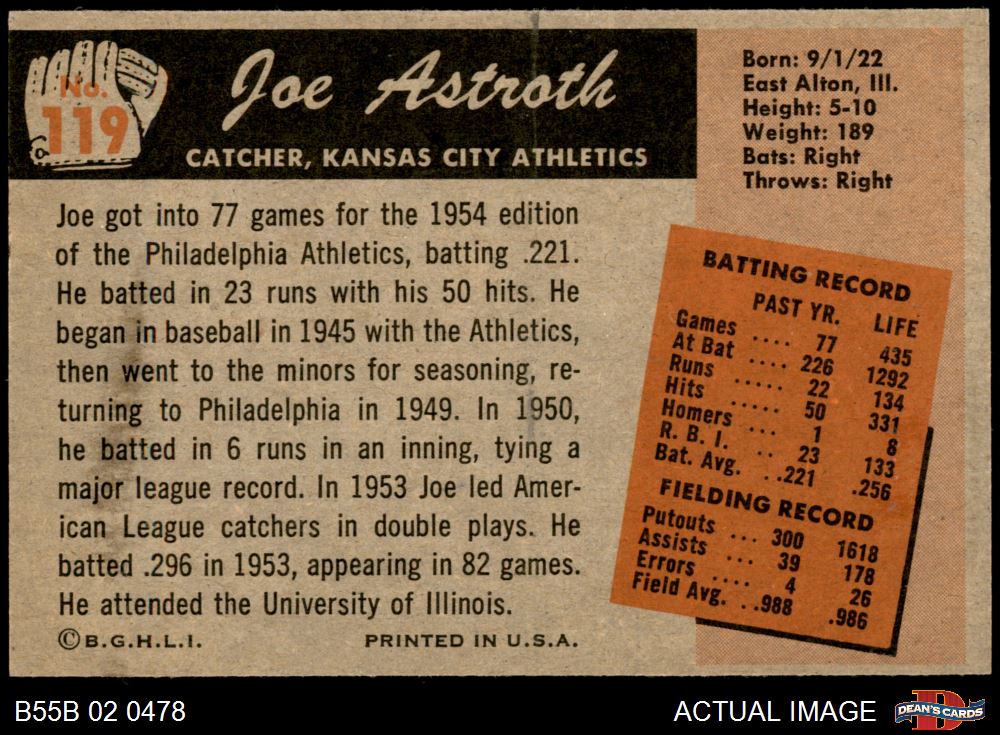 No.
119
Joe Astroth
CATCHER, KANSAS CITY ATHLETICS
Born: 9/1/22
East Alton, Ill.
Height: 5-10
Weight: 189
Bats: Right
Throws: Right
Joe got into 77 games for the 1954 edition
of the Philadelphia Athletics, batting .221.
He batted in 23 runs with his 50 hits. He
began in baseball in 1945 with the Athletics,
then went to the minors for seasoning, re-
turning to Philadelphia in 1949. In 1950,
he batted in 6 runs in an inning, tying a
major league record. In 1953 Joe led Amer-
ican League catchers in double plays. He
batted .296 in 1953, appearing in 82 games.
He attended the University of Illinois.
©B.G.H.L.I. PRINTED IN U.S.A.
BATTING RECORD
PAST YR. LIFE
Games .... 77 435
At Bat .... 226 1292
Runs ..... 22 134
Hits ..... 50 331
Homers ... 1 8
R. B. I. .. 23 133
Bat. Avg. . .221 .256
FIELDING RECORD
Putouts ... 300 1618
Assists ... 39 178
Errors .... 4 26
Field Avg. . .988 .986
B55B 02 0478
ACTUAL IMAGE
D
DEAN'S CARDS